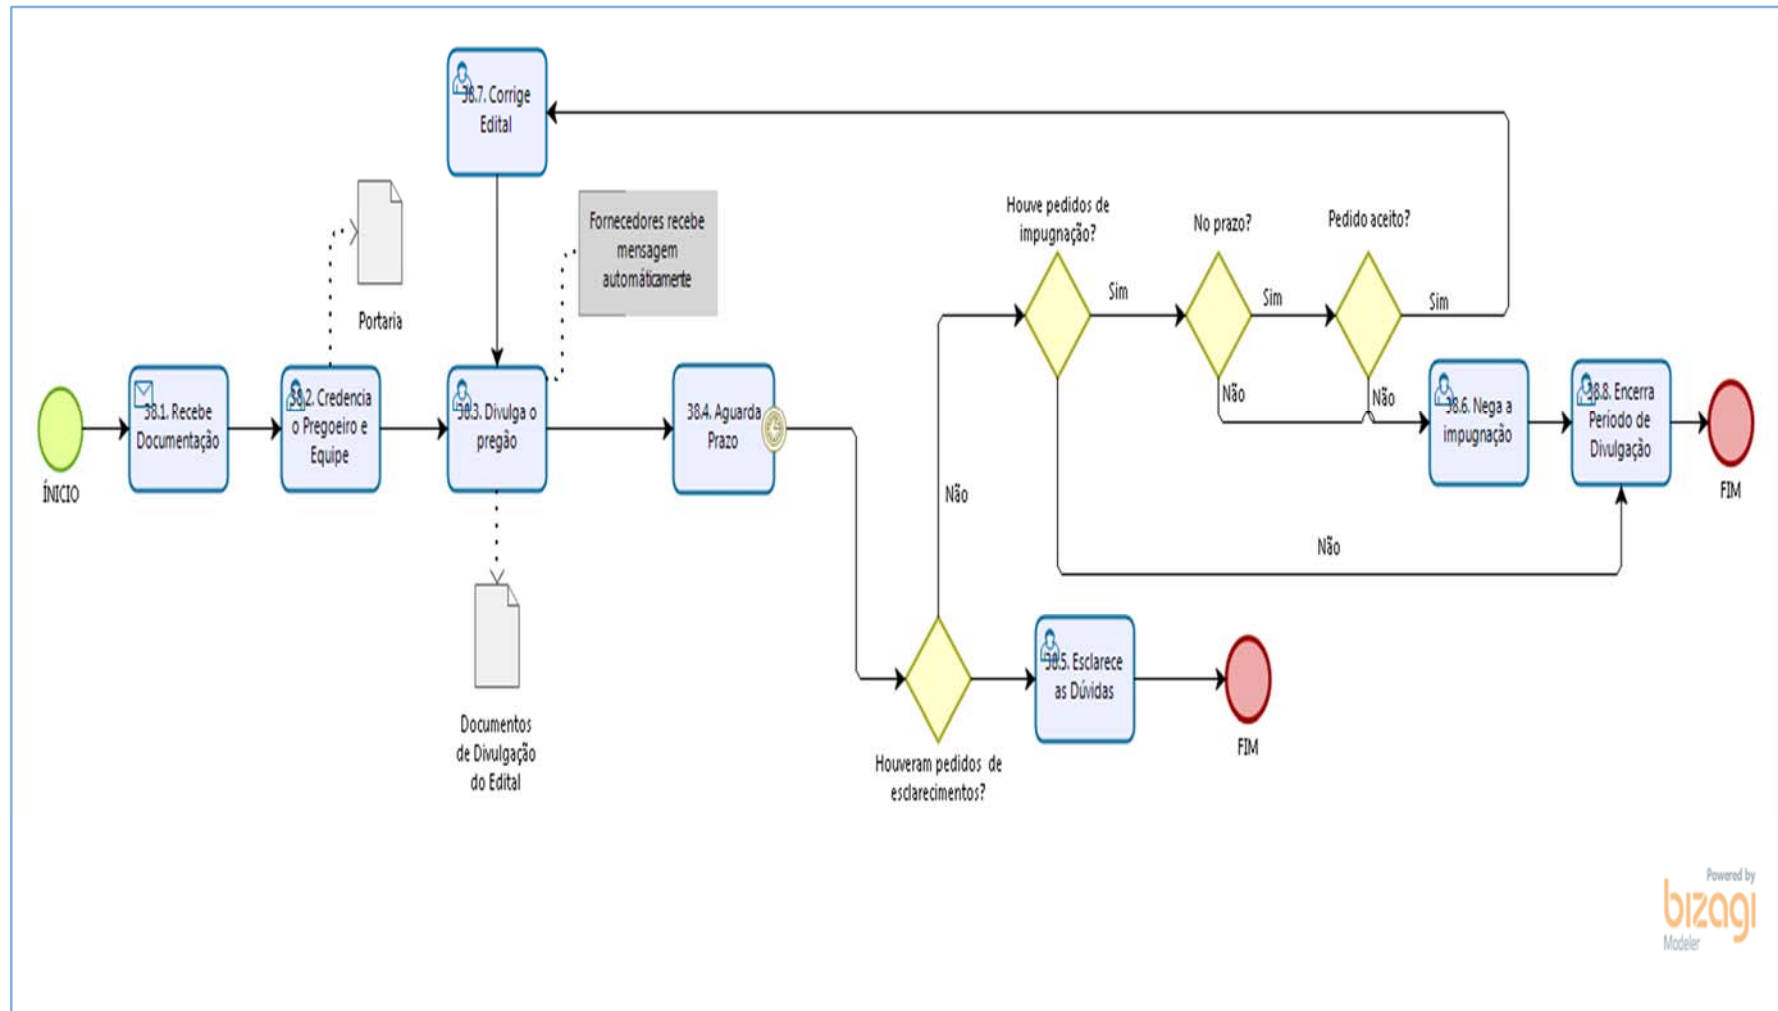 38.7. Corrige
Edital
Portaria
Fornecedores recebe
mensagem
automáticamente
Houve pedidos de
impugnação?
No prazo?
Pedido aceito?
Sim
Sim
Sim
ÍNICIO
38.1. Recebe
Documentação
38.2. Credencia
o Pregoeiro e
Equipe
38.3. Divulga o
pregão
38.4. Aguarda
Prazo
Não
Não
Não
Não
38.6. Nega a
impugnação
38.8. Encerra
Período de
Divulgação
FIM
Documentos
de Divulgação
do Edital
Houveram pedidos de
esclarecimentos?
38.5. Esclarece
as Dúvidas
FIM
Powered by
bizagi
Modeler